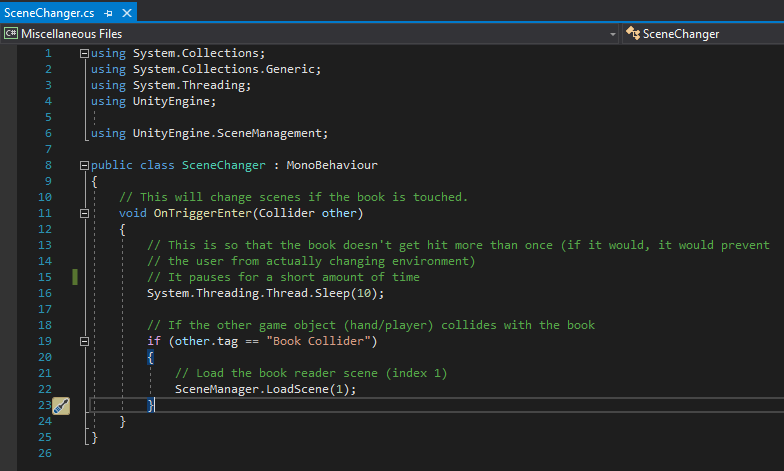 SceneChanger.cs
C# Miscellaneous Files SceneChanger
1 using System.Collections;
2 using System.Collections.Generic;
3 using System.Threading;
4 using UnityEngine;
5
6 using UnityEngine.SceneManagement;
7
8 public class SceneChanger : MonoBehaviour
9 {
10 // This will change scenes if the book is touched.
11 void OnTriggerEnter(Collider other)
12 {
13 // This is so that the book doesn't get hit more than once (if it would, it would prevent
14 // the user from actually changing environment)
15 // It pauses for a short amount of time
16 System.Threading.Thread.Sleep(10);
17
18 // If the other game object (hand/player) collides with the book
19 if (other.tag == "Book Collider")
20 {
21 // Load the book reader scene (index 1)
22 SceneManager.LoadScene(1);
23 }
24 }
25 }
26